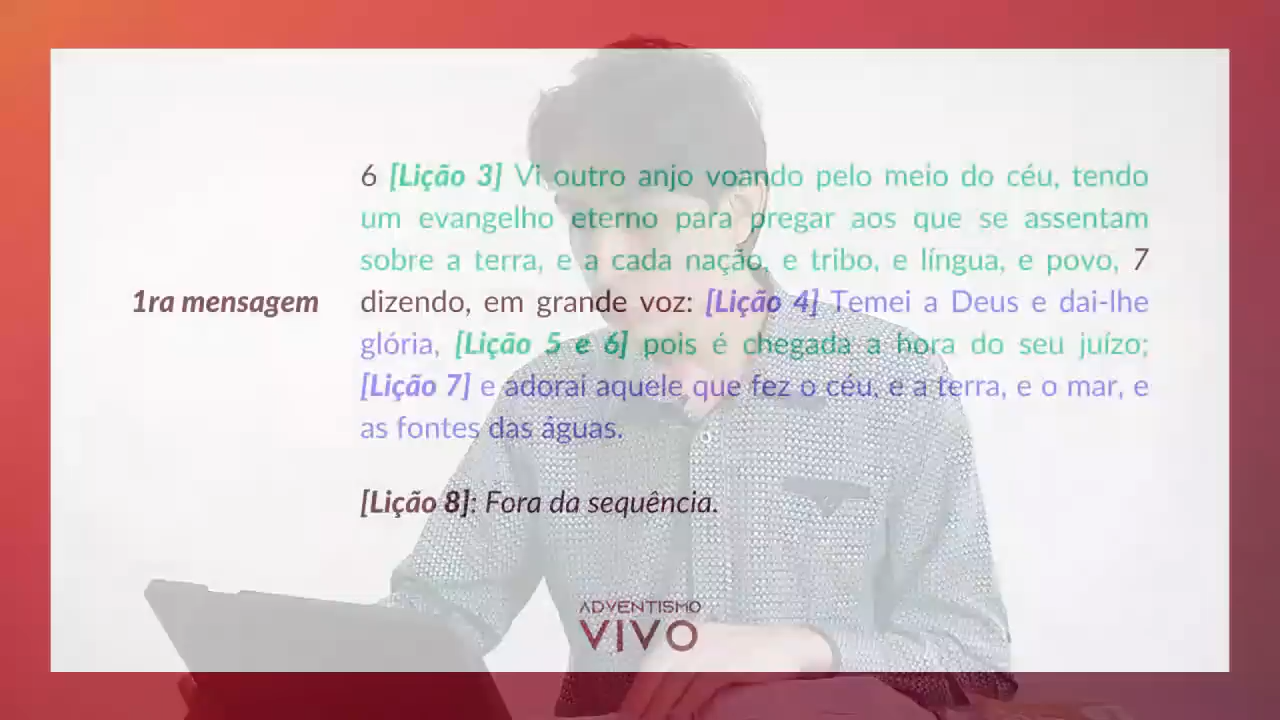 6 [Lição 3] Vi outro anjo voando pelo meio do céu, tendo
um evangelho eterno para pregar aos que se assentam
sobre a terra, e a cada nação, e tribo, e língua, e povo, 7
1ra mensagem
dizendo, em grande voz: [Lição 4] Temei a Deus e dai-lhe
glória, [Lição 5 e 6] pois é chegada a hora do seu juízo;
[Lição 7] e adorai aquele que fez o céu, e a terra, e o mar, e
as fontes das águas.
[Lição 8]: Fora da sequência.
ADVENTISMO
VIVO